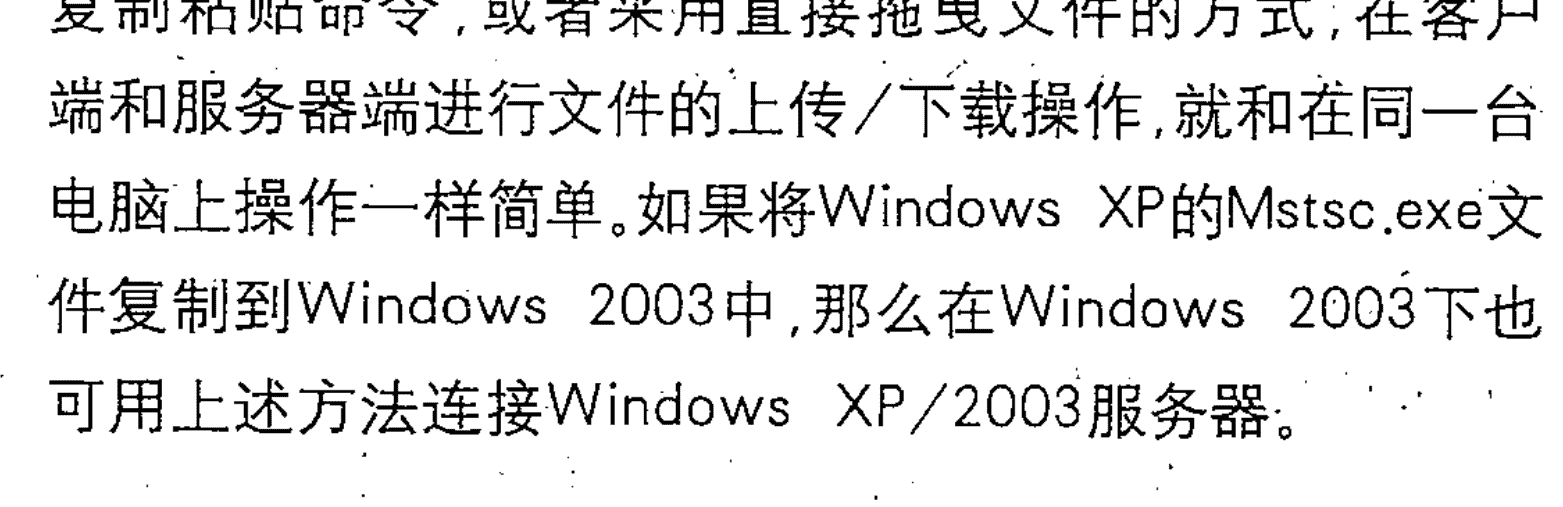 复制粘贴命令,或者采用直接拖曳文件的方式,在客户
端和服务器端进行文件的上传/下载操作,就和在同一台
电脑上操作一样简单。如果将Windows XP的Mstsc.exe文
件复制到Windows 2003中,那么在Windows 2003下也
可用上述方法连接Windows XP/2003服务器。